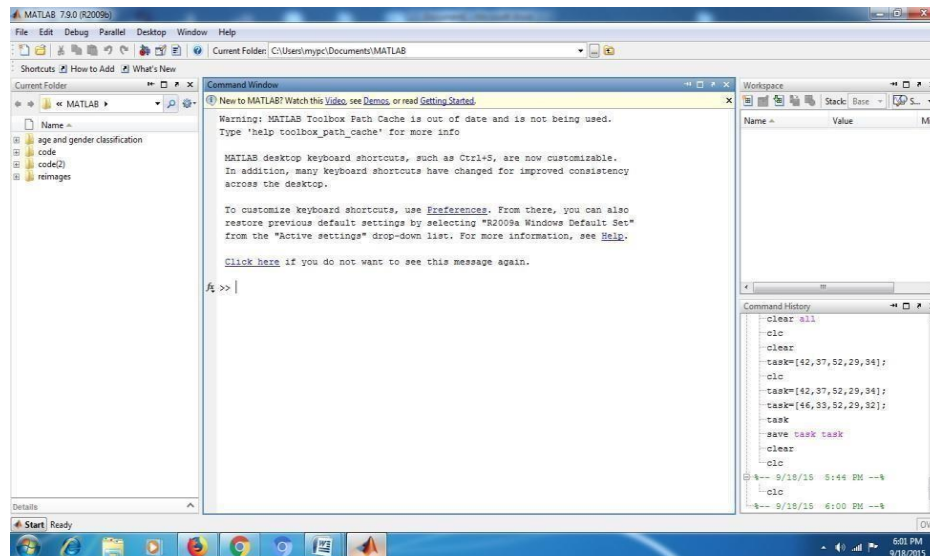 MATLAB 7.9.0 (R2009b)
File Edit Debug Parallel Desktop Window Help
Current Folder: C:\Users\mypc\Documents\MATLAB
Shortcuts How to Add What's New
Current Folder
« MATLAB
Name
age and gender classification
code
code(2)
reimages
Details
Command Window
New to MATLAB? Watch this Video, see Demos, or read Getting Started.
Warning: MATLAB Toolbox Path Cache is out of date and is not being used.
Type 'help toolbox_path_cache' for more info
MATLAB desktop keyboard shortcuts, such as Ctrl+S, are now customizable.
In addition, many keyboard shortcuts have changed for improved consistency
across the desktop.
To customize keyboard shortcuts, use Preferences. From there, you can also
restore previous default settings by selecting "R2009a Windows Default Set"
from the "Active settings" drop-down list. For more information, see Help.
Click here if you do not want to see this message again.
fx >>
Workspace
Stack: Base S...
Name Value M
Command History
clear all
clc
clear
task=[42,37,52,29,34];
clc
task=[42,37,52,29,34];
task=[46,33,52,29,32];
task
save task task
clear
clc
%-- 9/18/15 5:44 PM --%
clc
%-- 9/18/15 6:00 PM --%
Start Ready
OV
6:01 PM
9/18/2015